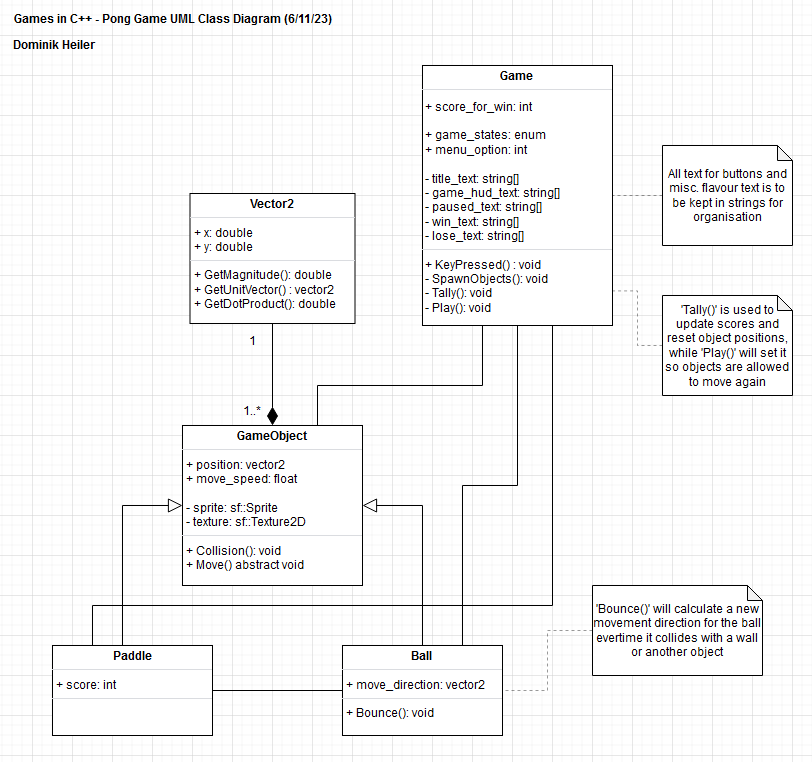 Games in C++ - Pong Game UML Class Diagram (6/11/23)
Dominik Heiler
Game
+ score_for_win: int
+ game_states: enum
+ menu_option: int
- title_text: string[]
- game_hud_text: string[]
- paused_text: string[]
- win_text: string[]
- lose_text: string[]
+ KeyPressed() : void
- SpawnObjects(): void
- Tally(): void
- Play(): void
All text for buttons and
misc. flavour text is to
be kept in strings for
organisation
'Tally()' is used to
update scores and
reset object positions,
while 'Play()' will set it
so objects are allowed
to move again
Vector2
+ x: double
+ y: double
+ GetMagnitude(): double
+ GetUnitVector() : vector2
+ GetDotProduct(): double
1
1..*
GameObject
+ position: vector2
+ move_speed: float
- sprite: sf::Sprite
- texture: sf::Texture2D
+ Collision(): void
+ Move() abstract void
'Bounce()' will calculate a new
movement direction for the ball
evertime it collides with a wall
or another object
Paddle
+ score: int
Ball
+ move_direction: vector2
+ Bounce(): void